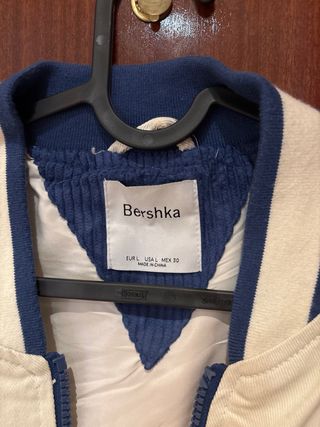 Bershka
EUR L USA L MEX 30
MADE IN CHINA